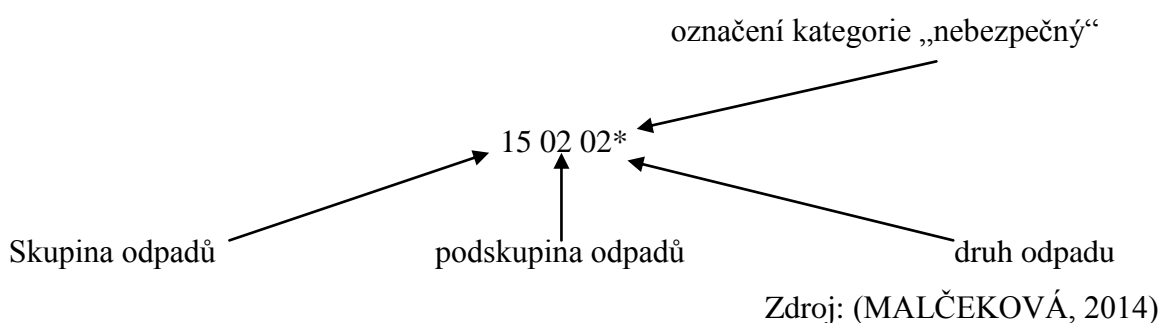 označení kategorie „nebezpečný“
15 02 02*
Skupina odpadů podskupina odpadů druh odpadu
Zdroj: (MALČEKOVÁ, 2014)